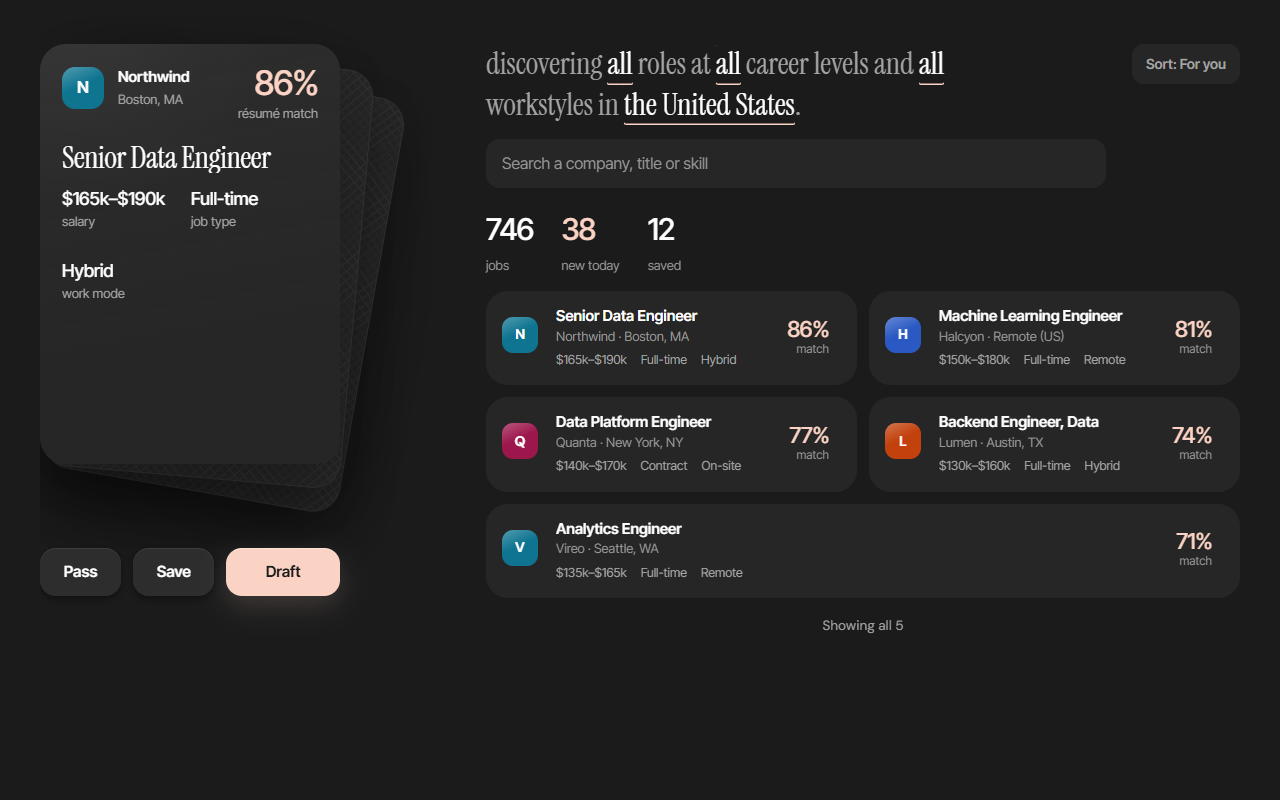 N
Northwind
Boston, MA
86%
résumé match
Senior Data Engineer
$165k–$190k
salary
Full-time
job type
Hybrid
work mode
Pass
Save
Draft
discovering all roles at all career levels and all
workstyles in the United States.
Sort: For you
Search a company, title or skill
746
jobs
38
new today
12
saved
N
Senior Data Engineer
Northwind · Boston, MA
$165k–$190k Full-time Hybrid
86%
match
H
Machine Learning Engineer
Halcyon · Remote (US)
$150k–$180k Full-time Remote
81%
match
Q
Data Platform Engineer
Quanta · New York, NY
$140k–$170k Contract On-site
77%
match
L
Backend Engineer, Data
Lumen · Austin, TX
$130k–$160k Full-time Hybrid
74%
match
V
Analytics Engineer
Vireo · Seattle, WA
$135k–$165k Full-time Remote
71%
match
Showing all 5